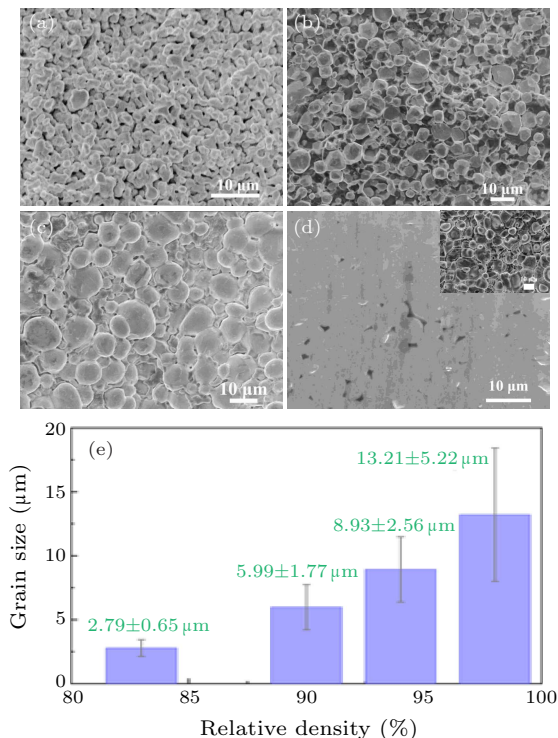 (a)
10 µm
(b)
10 µm
(c)
10 µm
(d)
10 µm
(e)
Grain size (µm)
20
15
10
5
0
2.79±0.65 µm
5.99±1.77 µm
8.93±2.56 µm
13.21±5.22 µm
80
85
90
95
100
Relative density (%)